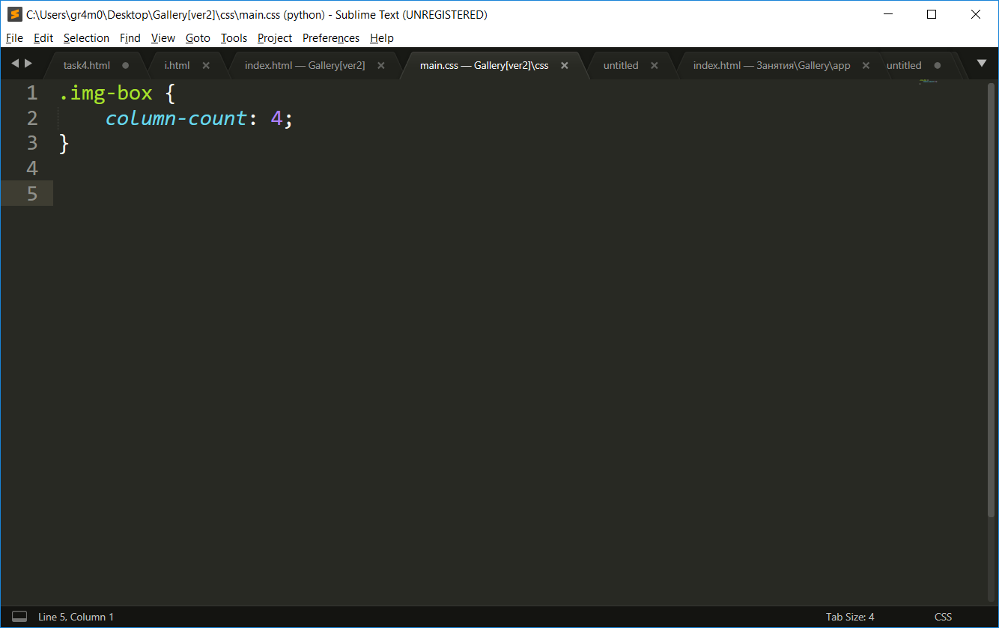 C:\Users\gr4m0\Desktop\Gallery[ver2]\css\main.css (python) - Sublime Text (UNREGISTERED)
File Edit Selection Find View Goto Tools Project Preferences Help
task4.html i.html index.html — Gallery[ver2] main.css — Gallery[ver2]\css untitled index.html — Занятия\Gallery\app untitled
1 .img-box {
2 column-count: 4;
3 }
4
5
Line 5, Column 1 Tab Size: 4 CSS